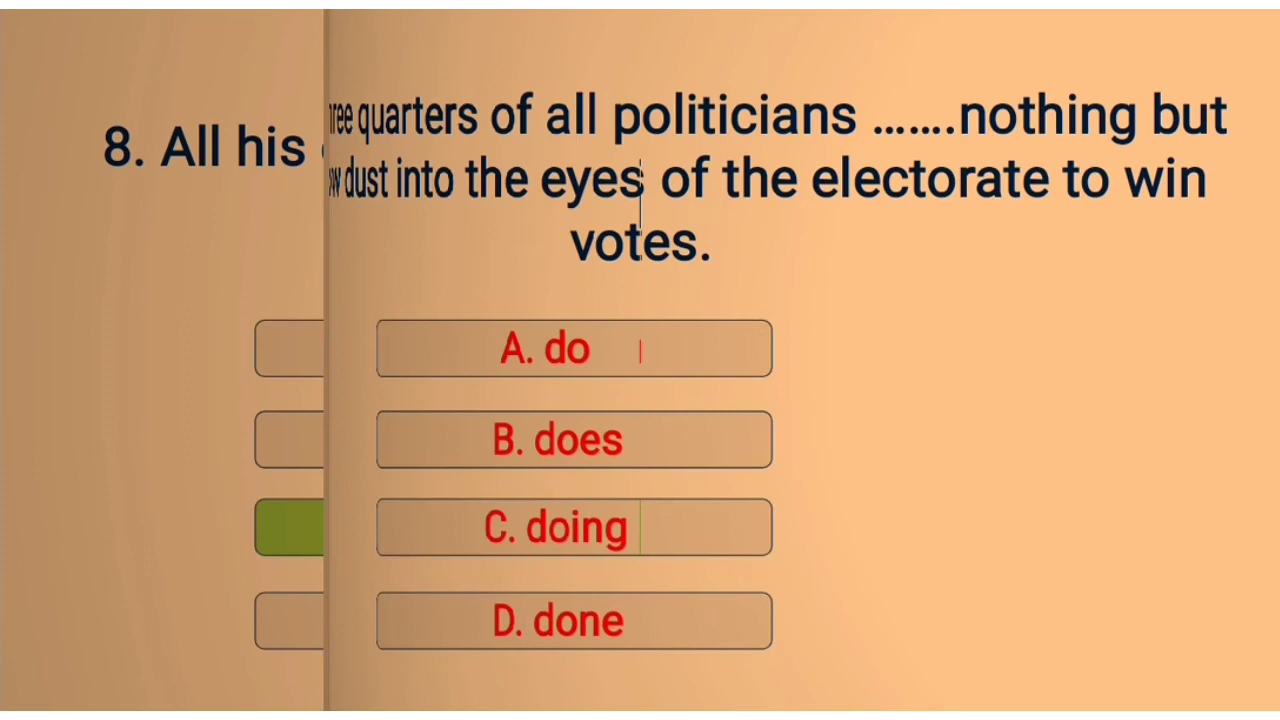 8. All his
quarters of all politicians .......nothing but
dust into the eyes of the electorate to win
votes.
A. do
B. does
C. doing
D. done